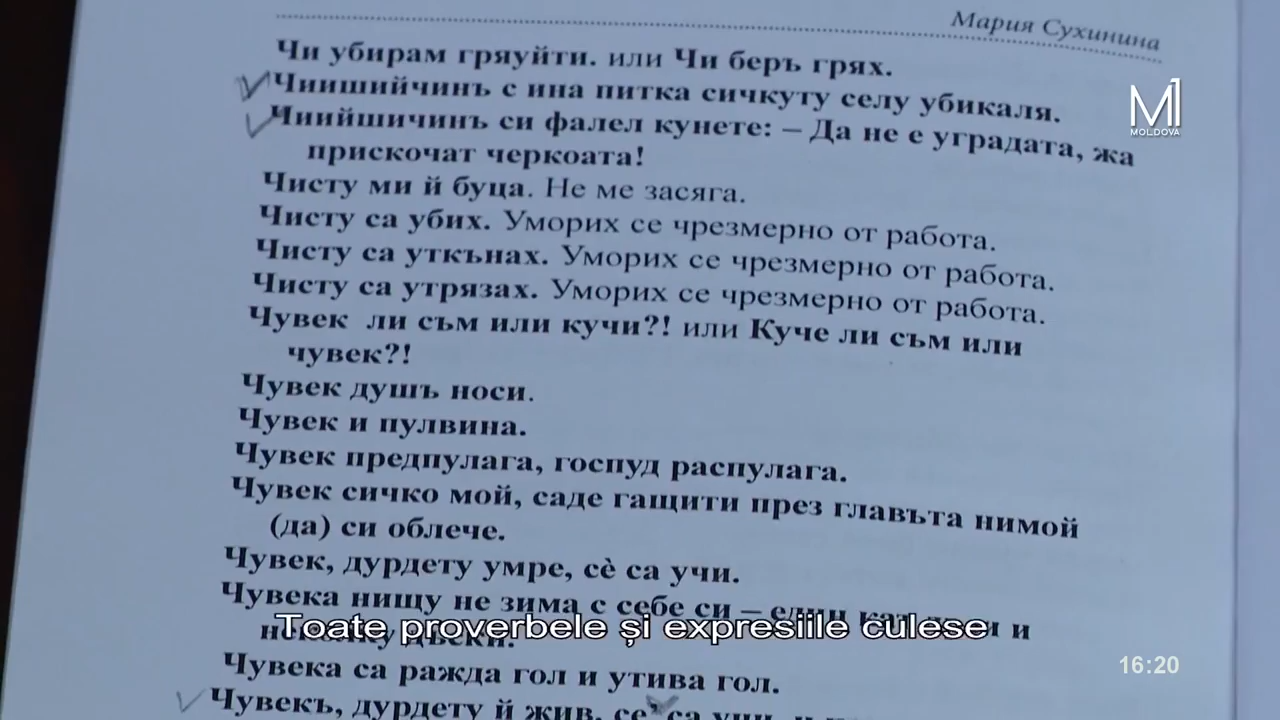 Мария Сухинина
Чи убирам гряуйти. или Чи беръ грях.
Чиишийчинъ с ина питка сичкуту селу убикаля.
Чиийшичинъ си фалел кунете: – Да не е уградата, жа
прискочат черкоата!
Чисту ми й буца. Не ме засяга.
Чисту са убих. Уморих се чрезмерно от работа.
Чисту са уткънах. Уморих се чрезмерно от работа.
Чисту са утрязах. Уморих се чрезмерно от работа.
Чувек ли съм или кучи?! или Куче ли съм или
чувек?!
Чувек душъ носи.
Чувек и пулвина.
Чувек предпулага, госпуд распулага.
Чувек сичко мой, саде гащити през главъта нимой
(да) си облече.
Чувек, дурдету умре, сѐ са учи.
Чувека нищу не зима с себе си – един
и
Чувека са ражда гол и утива гол.
Чувекъ, дурдету й жив, се са учи,
M1
MOLDOVA
Toate proverbele și expresiile culese
16:20